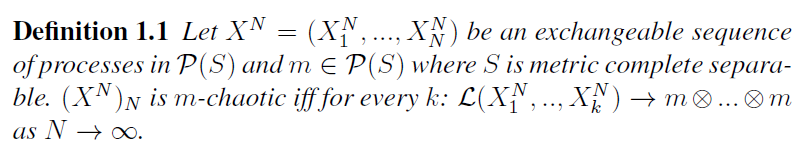 Definition 1.1 Let X^N = (X_1^N, ..., X_N^N) be an exchangeable sequence
of processes in P(S) and m ∈ P(S) where S is metric complete separa-
ble. (X^N)_N is m-chaotic iff for every k: L(X_1^N, .., X_k^N) → m ⊗ ... ⊗ m
as N → ∞.